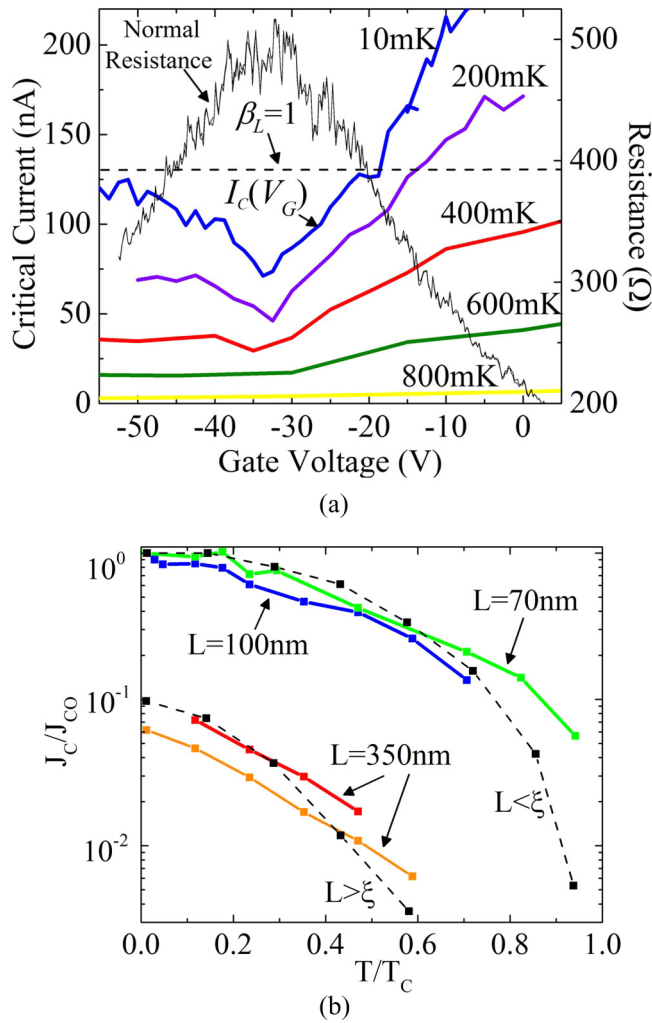 200
150
100
50
0
Critical Current (nA)
Normal
Resistance
10mK
200mK
400mK
600mK
800mK
β_L=1
I_C(V_G)
500
400
300
200
Resistance (Ω)
-50 -40 -30 -20 -10 0
Gate Voltage (V)
(a)
10^0
10^-1
10^-2
J_C/J_CO
L=70nm
L=100nm
L=350nm
L<ξ
L>ξ
0.0 0.2 0.4 0.6 0.8 1.0
T/T_C
(b)